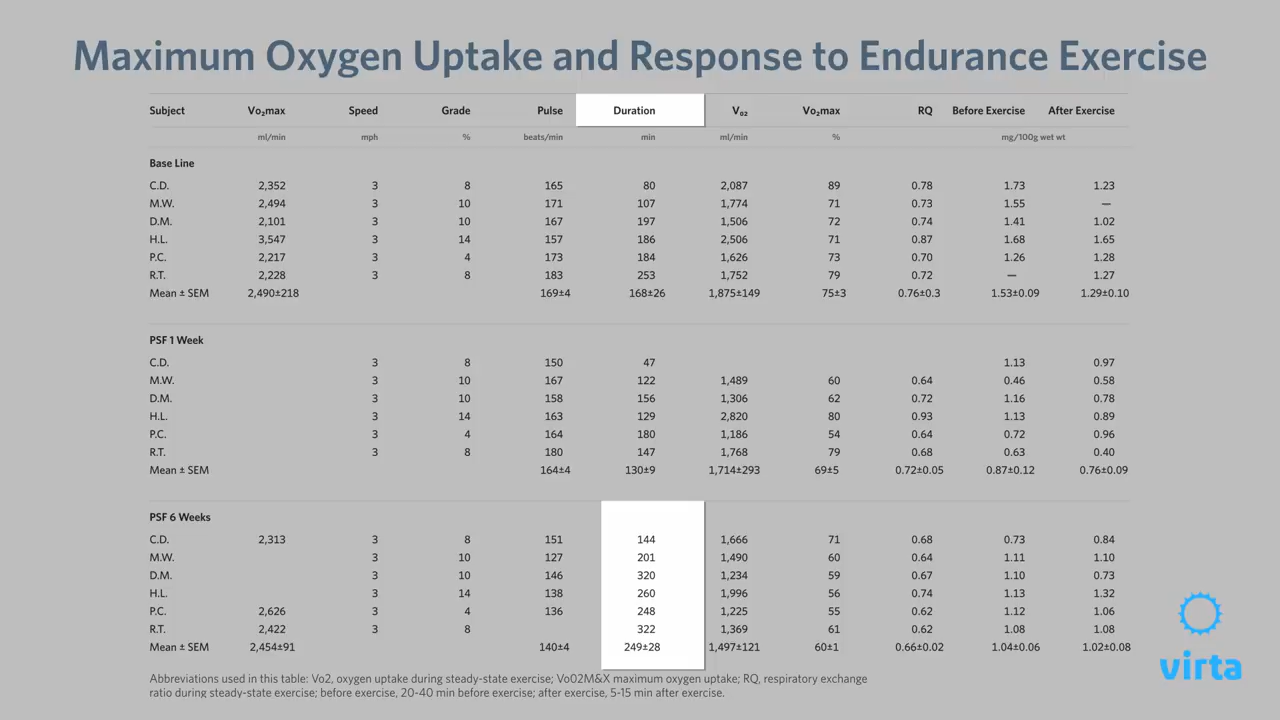 Maximum Oxygen Uptake and Response to Endurance Exercise
Subject Vo₂max Speed Grade Pulse Duration V₀₂ Vo₂max RQ Before Exercise After Exercise
ml/min mph % beats/min min ml/min % mg/100g wet wt
Base Line
C.D. 2,352 3 8 165 80 2,087 89 0.78 1.73 1.23
M.W. 2,494 3 10 171 107 1,774 71 0.73 1.55 —
D.M. 2,101 3 10 167 197 1,506 72 0.74 1.41 1.02
H.L. 3,547 3 14 157 186 2,506 71 0.87 1.68 1.65
P.C. 2,217 3 4 173 184 1,626 73 0.70 1.26 1.28
R.T. 2,228 3 8 183 253 1,752 79 0.72 — 1.27
Mean ± SEM 2,490±218 169±4 168±26 1,875±149 75±3 0.76±0.3 1.53±0.09 1.29±0.10
PSF 1 Week
C.D. 3 8 150 47 1.13 0.97
M.W. 3 10 167 122 1,489 60 0.64 0.46 0.58
D.M. 3 10 158 156 1,306 62 0.72 1.16 0.78
H.L. 3 14 163 129 2,820 80 0.93 1.13 0.89
P.C. 3 4 164 180 1,186 54 0.64 0.72 0.96
R.T. 3 8 180 147 1,768 79 0.68 0.63 0.40
Mean ± SEM 164±4 130±9 1,714±293 69±5 0.72±0.05 0.87±0.12 0.76±0.09
PSF 6 Weeks
C.D. 2,313 3 8 151 144 1,666 71 0.68 0.73 0.84
M.W. 3 10 127 201 1,490 60 0.64 1.11 1.10
D.M. 3 10 146 320 1,234 59 0.67 1.10 0.73
H.L. 3 14 138 260 1,996 56 0.74 1.13 1.32
P.C. 2,626 3 4 136 248 1,225 55 0.62 1.12 1.06
R.T. 2,422 3 8 322 1,369 61 0.62 1.08 1.08
Mean ± SEM 2,454±91 140±4 249±28 1,497±121 60±1 0.66±0.02 1.04±0.06 1.02±0.08
Abbreviations used in this table: Vo2, oxygen uptake during steady-state exercise; Vo02M&X maximum oxygen uptake; RQ, respiratory exchange
ratio during steady-state exercise; before exercise, 20-40 min before exercise; after exercise, 5-15 min after exercise.
virta